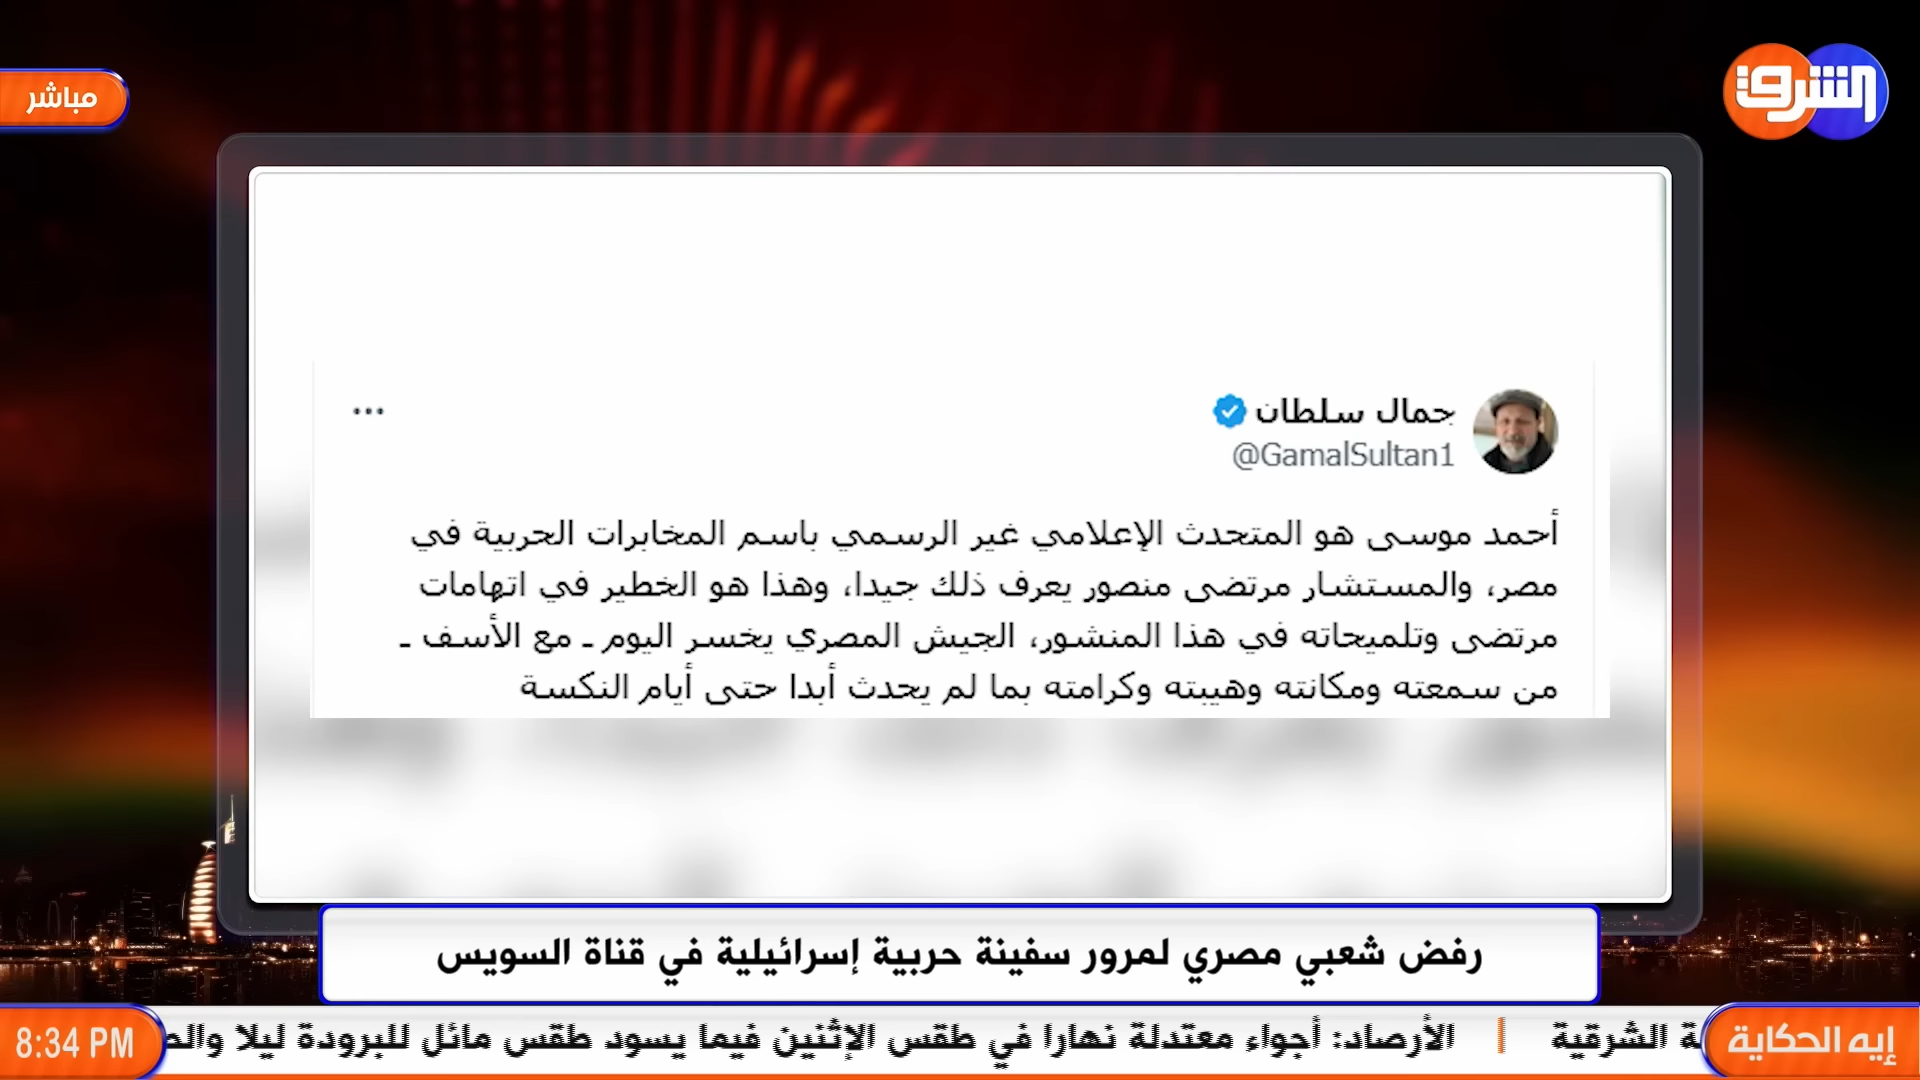 مباشر
الشرق
جمال سلطان
@GamalSultan1
أحمد موسى هو المتحدث الإعلامي غير الرسمي باسم المخابرات الحربية في
مصر، والمستشار مرتضى منصور يعرف ذلك جيدا، وهذا هو الخطير في اتهامات
مرتضى وتلميحاته في هذا المنشور، الجيش المصري يخسر اليوم ـ مع الأسف ـ
من سمعته ومكانته وهيبته وكرامته بما لم يحدث أبدا حتى أيام النكسة
رفض شعبي مصري لمرور سفينة حربية إسرائيلية في قناة السويس
إيه الحكاية
ة الشرقية | الأرصاد: أجواء معتدلة نهارا في طقس الإثنين فيما يسود طقس مائل للبرودة ليلا
8:34 PM